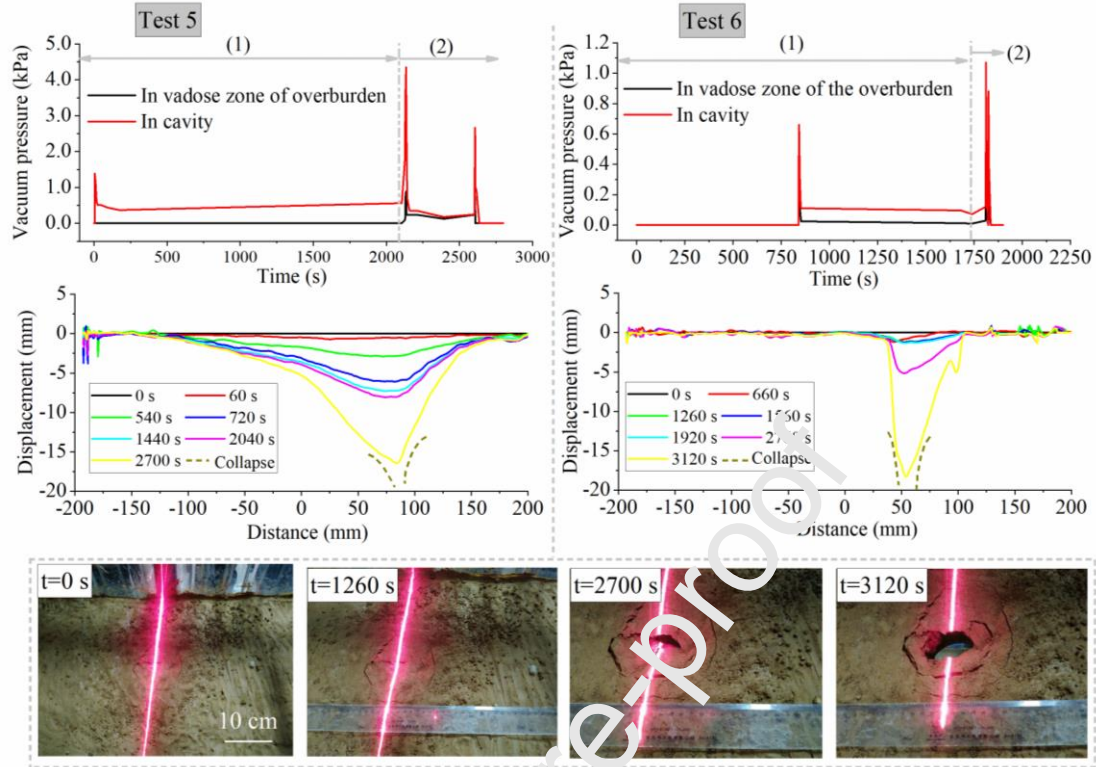 Test 5
(1)
(2)
Vacuum pressure (kPa)
5.0
4.0
3.0
2.0
1.0
0.0
In vadose zone of overburden
In cavity
0 500 1000 1500 2000 2500 3000
Time (s)
Test 6
(1)
(2)
Vacuum pressure (kPa)
1.2
1.0
0.8
0.6
0.4
0.2
0.0
In vadose zone of the overburden
In cavity
0 250 500 750 1000 1250 1500 1750 2000 2250
Time (s)
Displacement (mm)
5
0
-5
-10
-15
-20
0 s 60 s
540 s 720 s
1440 s 2040 s
2700 s Collapse
-200 -150 -100 -50 0 50 100 150 200
Distance (mm)
Displacement (mm)
5
0
-5
-10
-15
-20
0 s 660 s
1260 s
1920 s
3120 s Collapse
-200 -150 -100 -50 0 50 100 150 200
Distance (mm)
t=0 s
10 cm
t=1260 s
t=2700 s
t=3120 s
re-proof